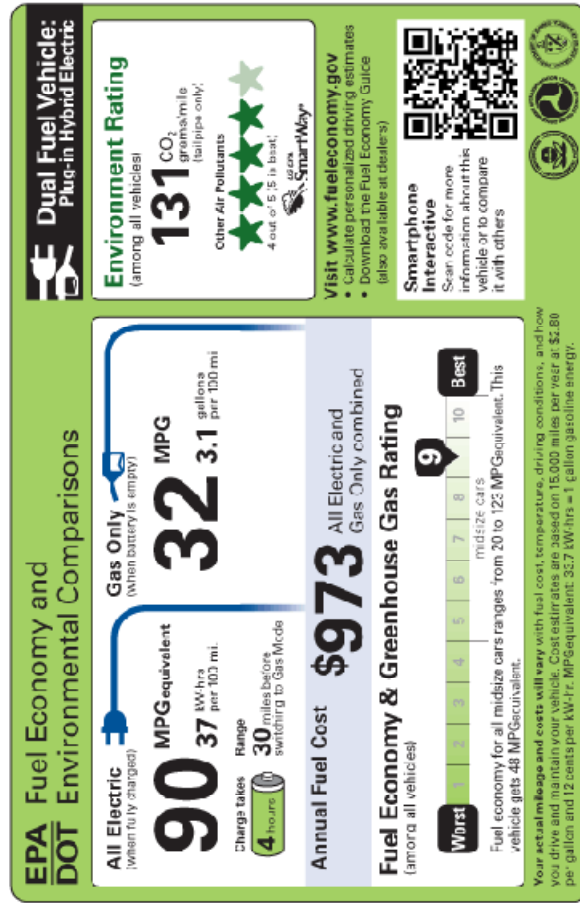 EPA Fuel Economy and
DOT Environmental Comparisons
Dual Fuel Vehicle:
Plug-in Hybrid Electric
All Electric
(when fully charged)
90 MPGequivalent
37 kW-hrs
per 100 mi.
Charge takes
4 hours
Range
30 miles before
switching to Gas Mode
Gas Only
(when battery is empty)
32 MPG
3.1 gallons
per 100 mi
Annual Fuel Cost $973 All Electric and
Gas Only combined
Fuel Economy & Greenhouse Gas Rating
(among all vehicles)
9
Worst 1 2 3 4 5 6 7 8 10 Best
midsize cars
Fuel economy for all midsize cars ranges from 20 to 123 MPGequivalent. This
vehicle gets 48 MPGequivalent.
Environment Rating
(among all vehicles)
131 CO2
grams/mile
(tailpipe only)
Other Air Pollutants
4 out of 5 (5 is best)
US EPA
SmartWay
Visit www.fueleconomy.gov
• Calculate personalized driving estimates
• Download the Fuel Economy Guide
(also available at dealers)
Smartphone
Interactive
Scan code for more
information about this
vehicle or to compare
it with others
Your actual mileage and costs will vary with fuel cost, temperature, driving conditions, and how
you drive and maintain your vehicle. Cost estimates are based on 15,000 miles per year at $2.80
per gallon and 12 cents per kW-hr. MPGequivalent: 33.7 kW-hrs = 1 gallon gasoline energy.